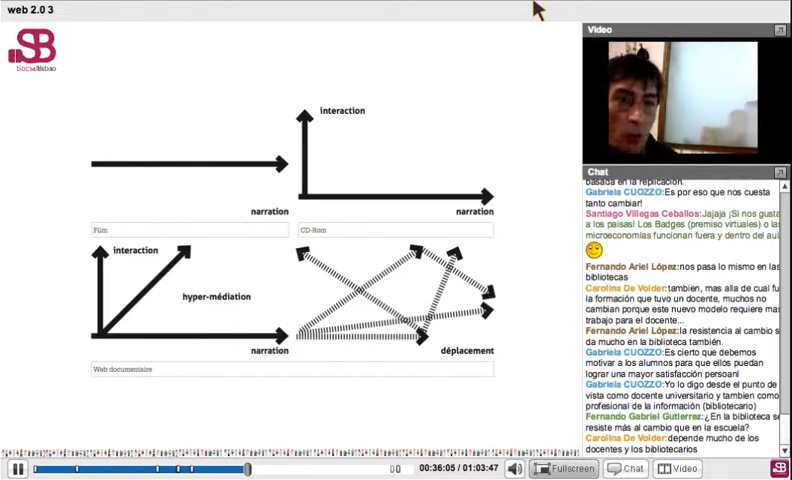 web 2.0 3
SB
SocialBilbao
interaction
narration
narration
Film
CD-Rom
interaction
hyper-médiation
narration
déplacement
Web documentaire
Video
Chat
basada en la replicación.
Gabriela CUOZZO:Es por eso que nos cuesta
tanto cambiar!
Santiago Villegas Ceballos:Jajaja ¡Si nos gusta
a los paisas! Los Badges (premiso virtuales) o las
microeconomías funcionan fuera y dentro del aul
Fernando Ariel López:nos pasa lo mismo en las
bibliotecas
Carolina De Volder:tambien, mas alla de cual fu
la formación que tuvo un docente, muchos no
cambian porque este nuevo modelo requiere mas
trabajo para el docente...
Fernando Ariel López:la resistencia al cambio s
da mucho en la biblioteca también.
Gabriela CUOZZO:Es cierto que debemos
motivar a los alumnos para que ellos puedan
lograr una mayor satisfación persoanl
Gabriela CUOZZO:Yo lo digo desde el punto de
vista como docente universitario y tambien como
profesional de la información (bibliotecario)
Fernando Gabriel Gutierrez:¿En la biblioteca se
resiste más al cambio que en la escuela?
Carolina De Volder:depende mucho de los
docentes y los bibliotecarios
00:36:05 / 01:03:47
Fullscreen
Chat
Video
SB